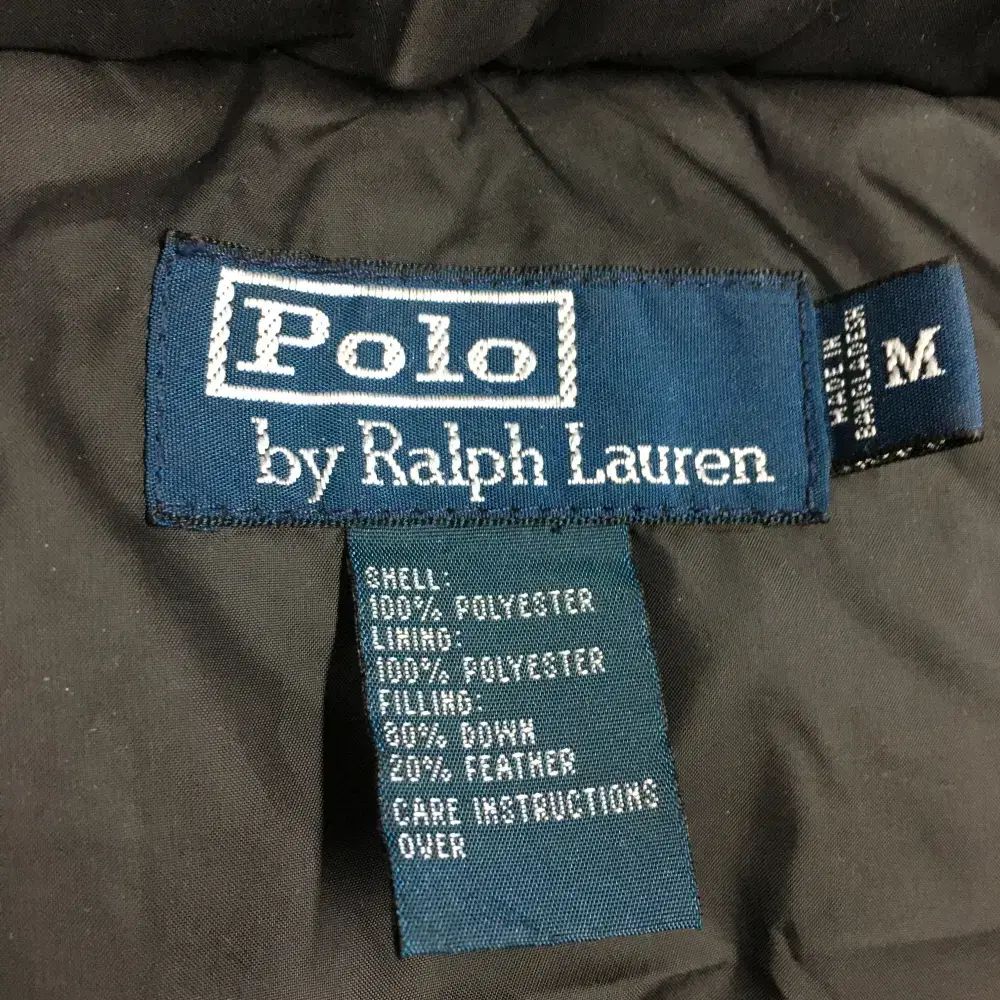 Polo
by Ralph Lauren
MADE IN
BANGLADESH
M
SHELL:
100% POLYESTER
LINING:
100% POLYESTER
FILLING:
80% DOWN
20% FEATHER
CARE INSTRUCTIONS
OVER